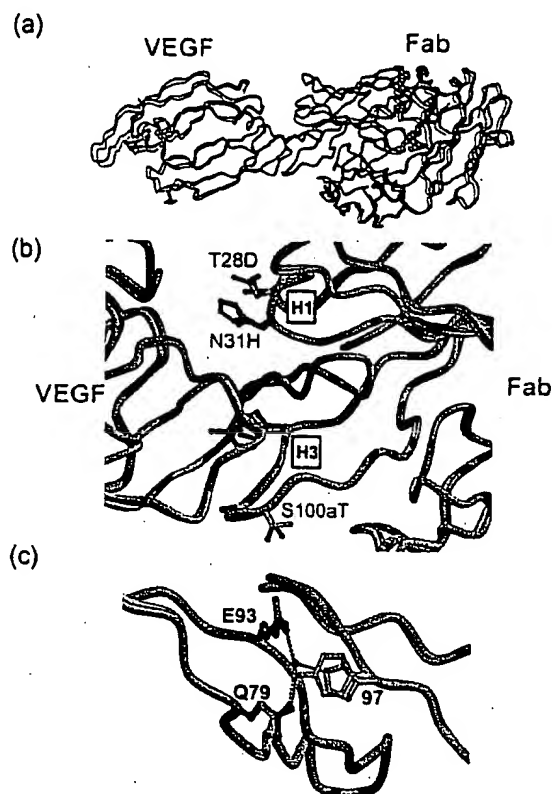 (a)
VEGF Fab
(b)
T28D
H1
N31H
VEGF Fab
H3
S100aT
(c)
E93
Q79
97